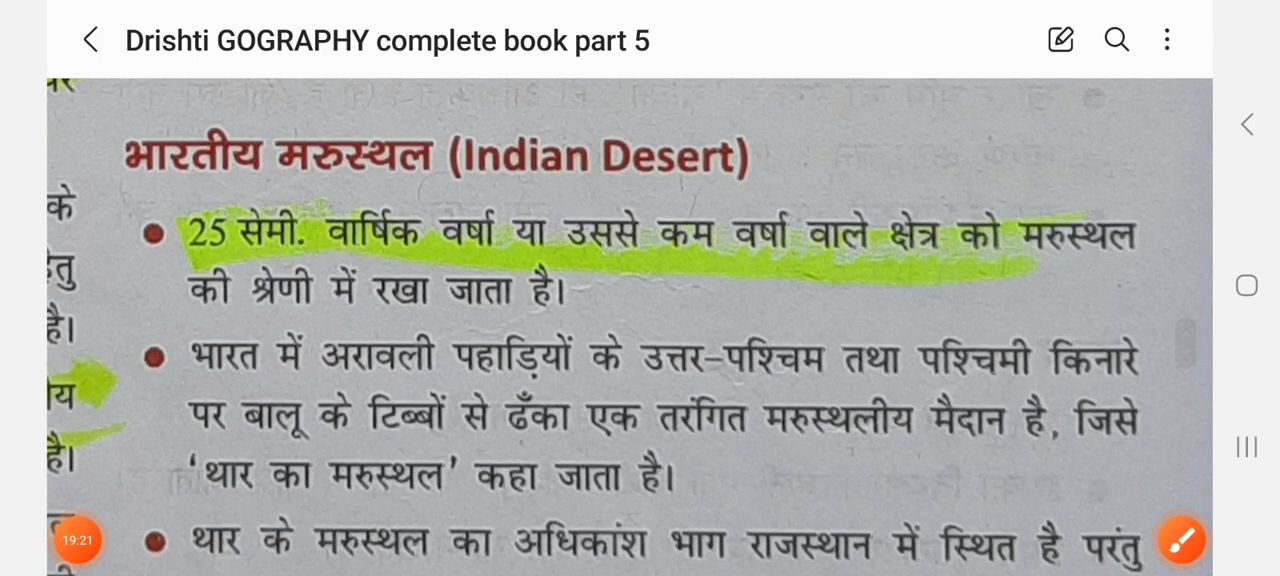 Drishti GOGRAPHY complete book part 5
भारतीय मरुस्थल (Indian Desert)
के
है।
य
है।
● 25 सेमी. वार्षिक वर्षा या उससे कम वर्षा वाले क्षेत्र को मरुस्थल
की श्रेणी में रखा जाता है।
● भारत में अरावली पहाड़ियों के उत्तर-पश्चिम तथा पश्चिमी किनारे
पर बालू के टिब्बों से ढँका एक तरंगित मरुस्थलीय मैदान है, जिसे
‘थार का मरुस्थल’ कहा जाता है।
● थार के मरुस्थल का अधिकांश भाग राजस्थान में स्थित है परंतु
19:21